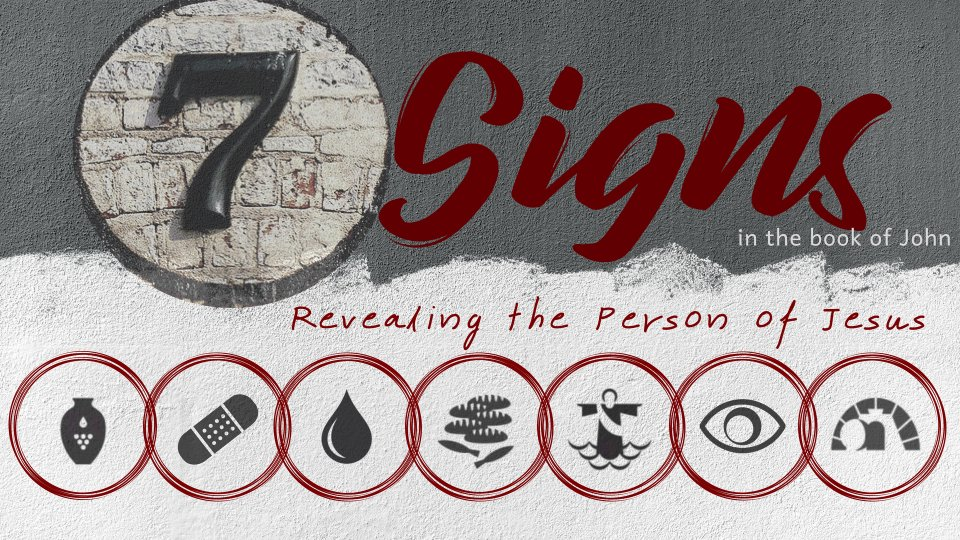 7 Signs
in the book of John
Revealing the Person of Jesus